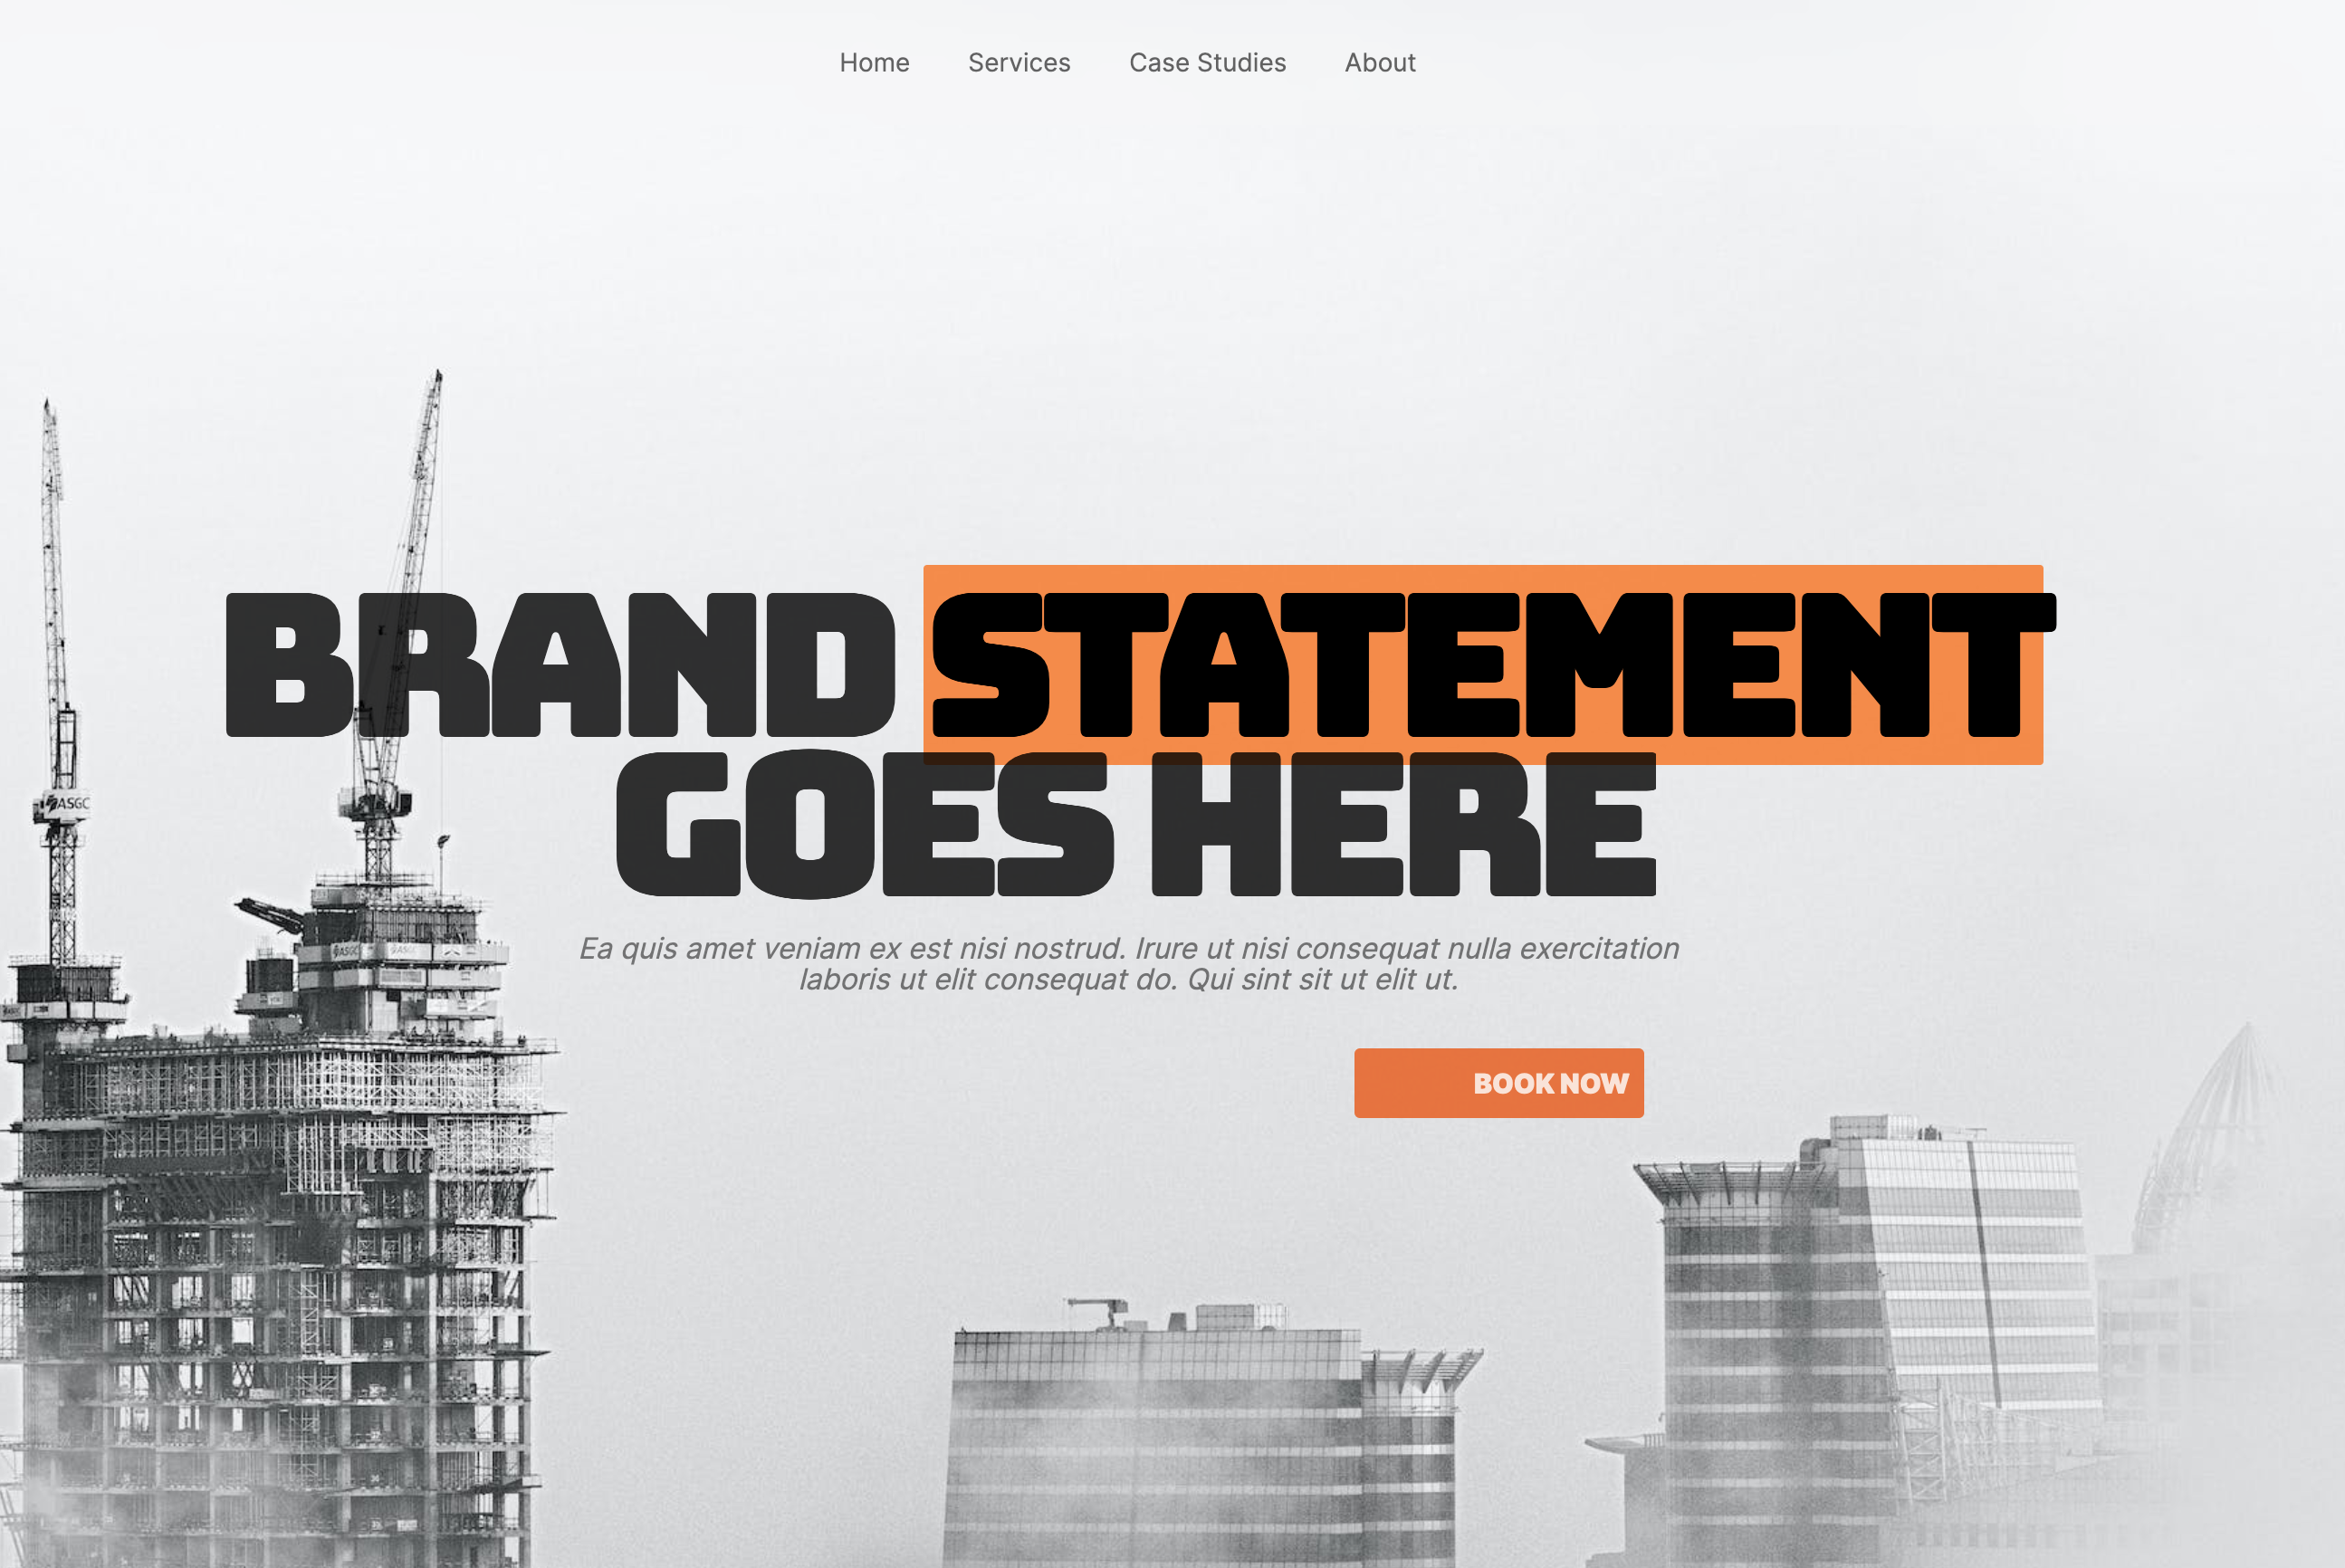 Home Services Case Studies About
BRAND STATEMENT
GOES HERE
Ea quis amet veniam ex est nisi nostrud. Irure ut nisi consequat nulla exercitation
laboris ut elit consequat do. Qui sint sit ut elit ut.
BOOK NOW
ASGC
ASGC